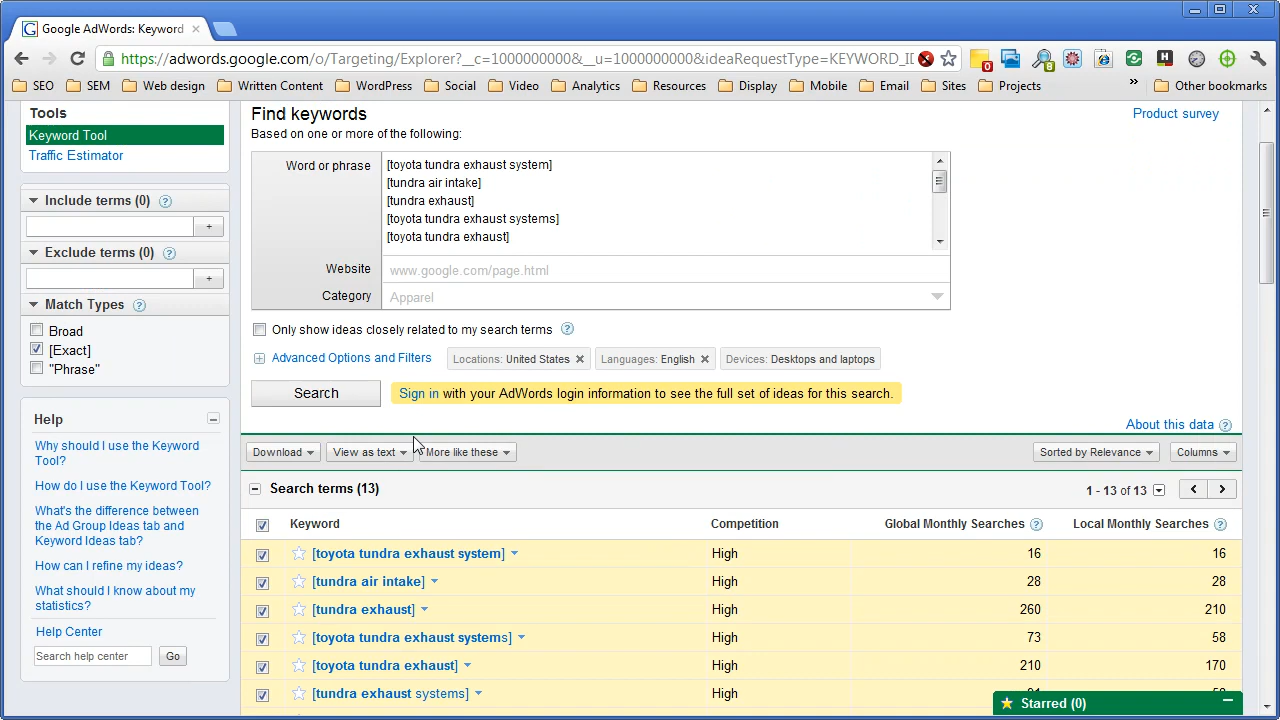 Google AdWords: Keyword
https://adwords.google.com/o/Targeting/Explorer?__c=1000000000&__u=1000000000&ideaRequestType=KEYWORD_ID
0
8
SEO
SEM
Web design
Written Content
WordPress
Social
Video
Analytics
Resources
Display
Mobile
Email
Sites
Projects
»
Other bookmarks
Tools
Keyword Tool
Traffic Estimator
Include terms (0)
+
Exclude terms (0)
+
Match Types
Broad
[Exact]
"Phrase"
Help
Why should I use the Keyword
Tool?
How do I use the Keyword Tool?
What's the difference between
the Ad Group Ideas tab and
Keyword Ideas tab?
How can I refine my ideas?
What should I know about my
statistics?
Help Center
Search help center
Go
Find keywords
Product survey
Based on one or more of the following:
Word or phrase
[toyota tundra exhaust system]
[tundra air intake]
[tundra exhaust]
[toyota tundra exhaust systems]
[toyota tundra exhaust]
Website
www.google.com/page.html
Category
Apparel
Only show ideas closely related to my search terms
Advanced Options and Filters
Locations: United States
Languages: English
Devices: Desktops and laptops
Search
Sign in with your AdWords login information to see the full set of ideas for this search.
About this data
Download
View as text
More like these
Sorted by Relevance
Columns
Search terms (13)
1 - 13 of 13
Keyword Competition Global Monthly Searches Local Monthly Searches
[toyota tundra exhaust system] High 16 16
[tundra air intake] High 28 28
[tundra exhaust] High 260 210
[toyota tundra exhaust systems] High 73 58
[toyota tundra exhaust] High 210 170
[tundra exhaust systems] High
Starred (0)